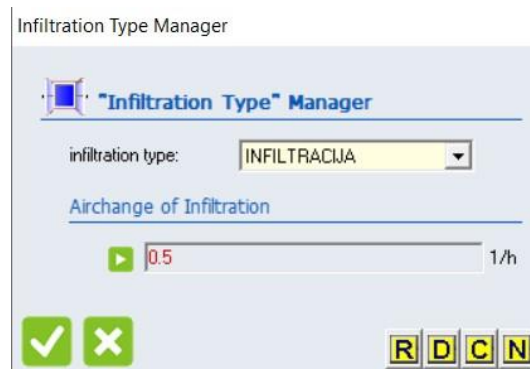 Infiltration Type Manager
"Infiltration Type" Manager
infiltration type: INFILTRACIJA
Airchange of Infiltration
0.5 1/h
R D C N